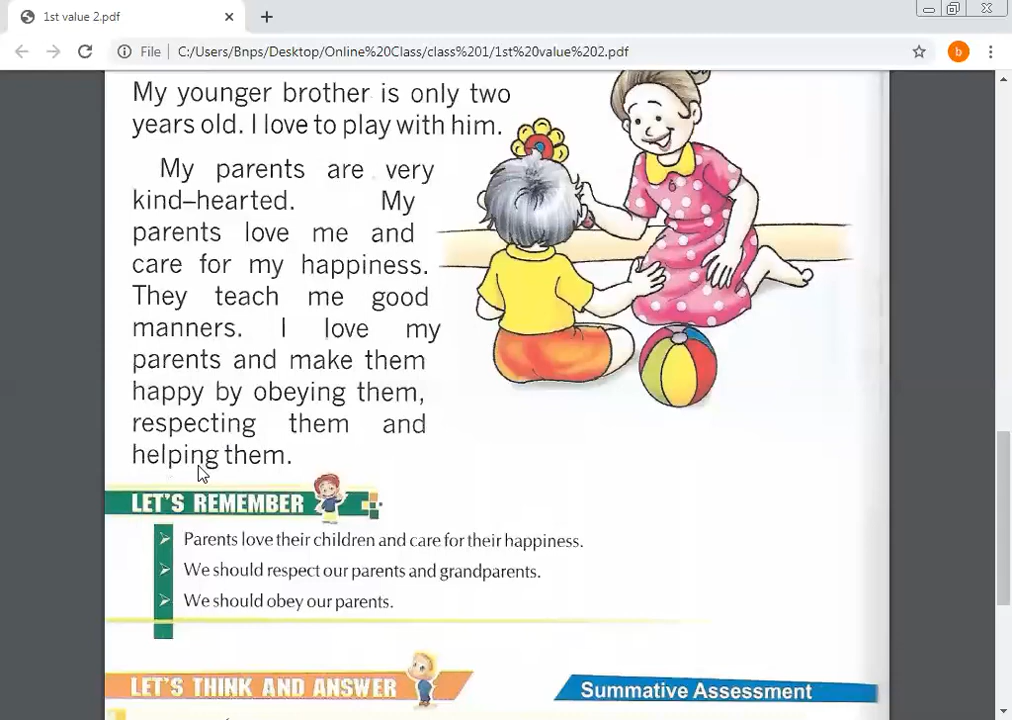 1st value 2.pdf
File C:/Users/Bnps/Desktop/Online%20Class/class%201/1st%20value%202.pdf
b
My younger brother is only two
years old. I love to play with him.
My parents are very
kind–hearted. My
parents love me and
care for my happiness.
They teach me good
manners. I love my
parents and make them
happy by obeying them,
respecting them and
helping them.
LET'S REMEMBER
Parents love their children and care for their happiness.
We should respect our parents and grandparents.
We should obey our parents.
LET'S THINK AND ANSWER
Summative Assessment